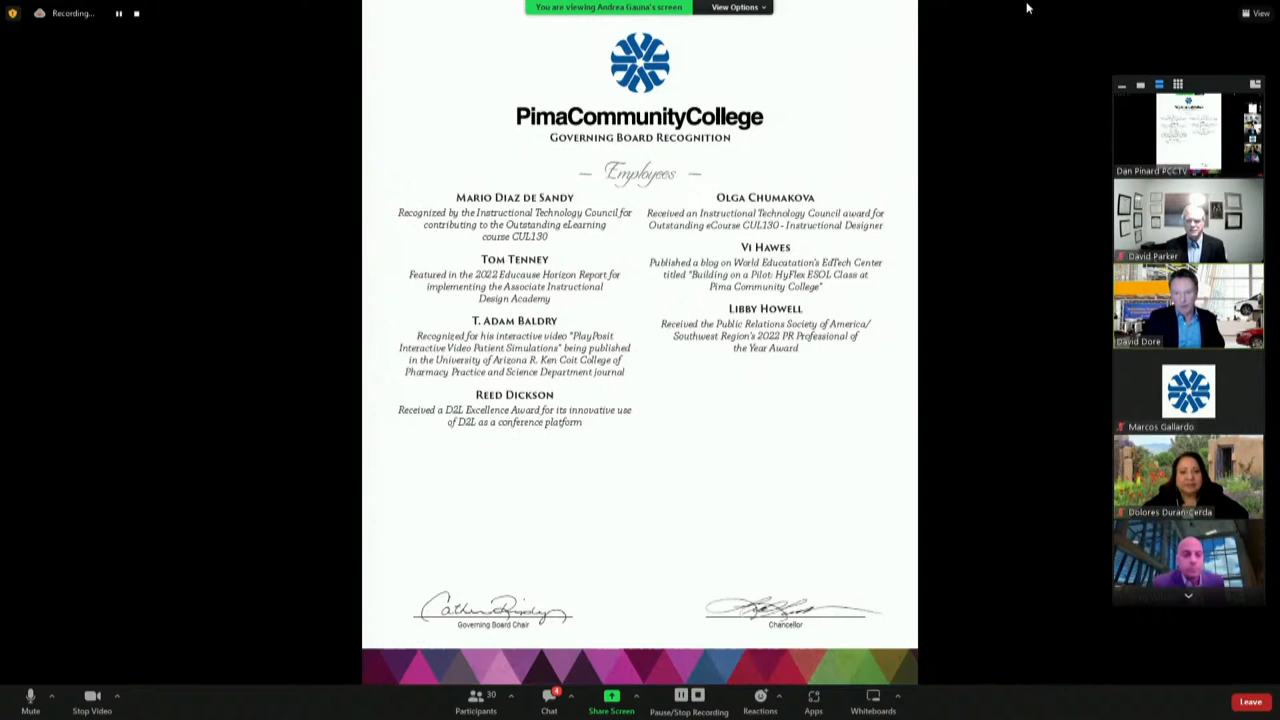 Recording...
You are viewing Andrea Gauna's screen
View Options
View
PimaCommunityCollege
GOVERNING BOARD RECOGNITION
— Employees —
MARIO DIAZ DE SANDY
Recognized by the Instructional Technology Council for
contributing to the Outstanding eLearning
course CUL130
TOM TENNEY
Featured in the 2022 Educause Horizon Report for
implementing the Associate Instructional
Design Academy
T. ADAM BALDRY
Recognized for his interactive video "PlayPosit
Interactive Video Patient Simulations" being published
in the University of Arizona R. Ken Coit College of
Pharmacy Practice and Science Department journal
REED DICKSON
Received a D2L Excellence Award for its innovative use
of D2L as a conference platform
OLGA CHUMAKOVA
Received an Instructional Technology Council award for
Outstanding eCourse CUL130 - Instructional Designer
VI HAWES
Published a blog on World Educatation's EdTech Center
titled "Building on a Pilot: HyFlex ESOL Class at
Pima Community College"
LIBBY HOWELL
Received the Public Relations Society of America/
Southwest Region's 2022 PR Professional of
the Year Award
Governing Board Chair
Chancellor
Dan Pinard PCCTV
David Parker
David Dore
Marcos Gallardo
Dolores Duran-Cerda
Mute
Stop Video
30
Participants
4
Chat
Share Screen
Pause/Stop Recording
Reactions
Apps
Whiteboards
Leave